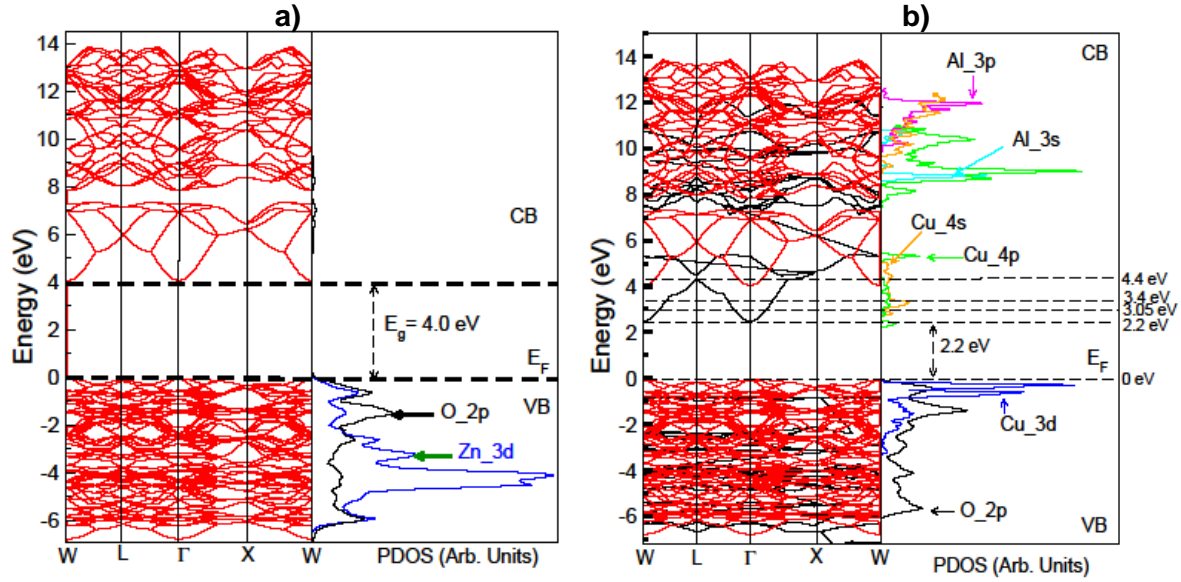 a)
14
12
10
8
6
4
2
0
-2
-4
-6
Energy (eV)
CB
E_g= 4.0 eV
E_F
VB
O_2p
Zn_3d
W L Γ X W PDOS (Arb. Units)
b)
14
12
10
8
6
4
2
0
-2
-4
-6
Energy (eV)
CB
Al_3p
Al_3s
Cu_4s
Cu_4p
4.4 eV
3.4 eV
3.05 eV
2.2 eV
2.2 eV
E_F
0 eV
Cu_3d
O_2p
VB
W L Γ X W PDOS (Arb. Units)